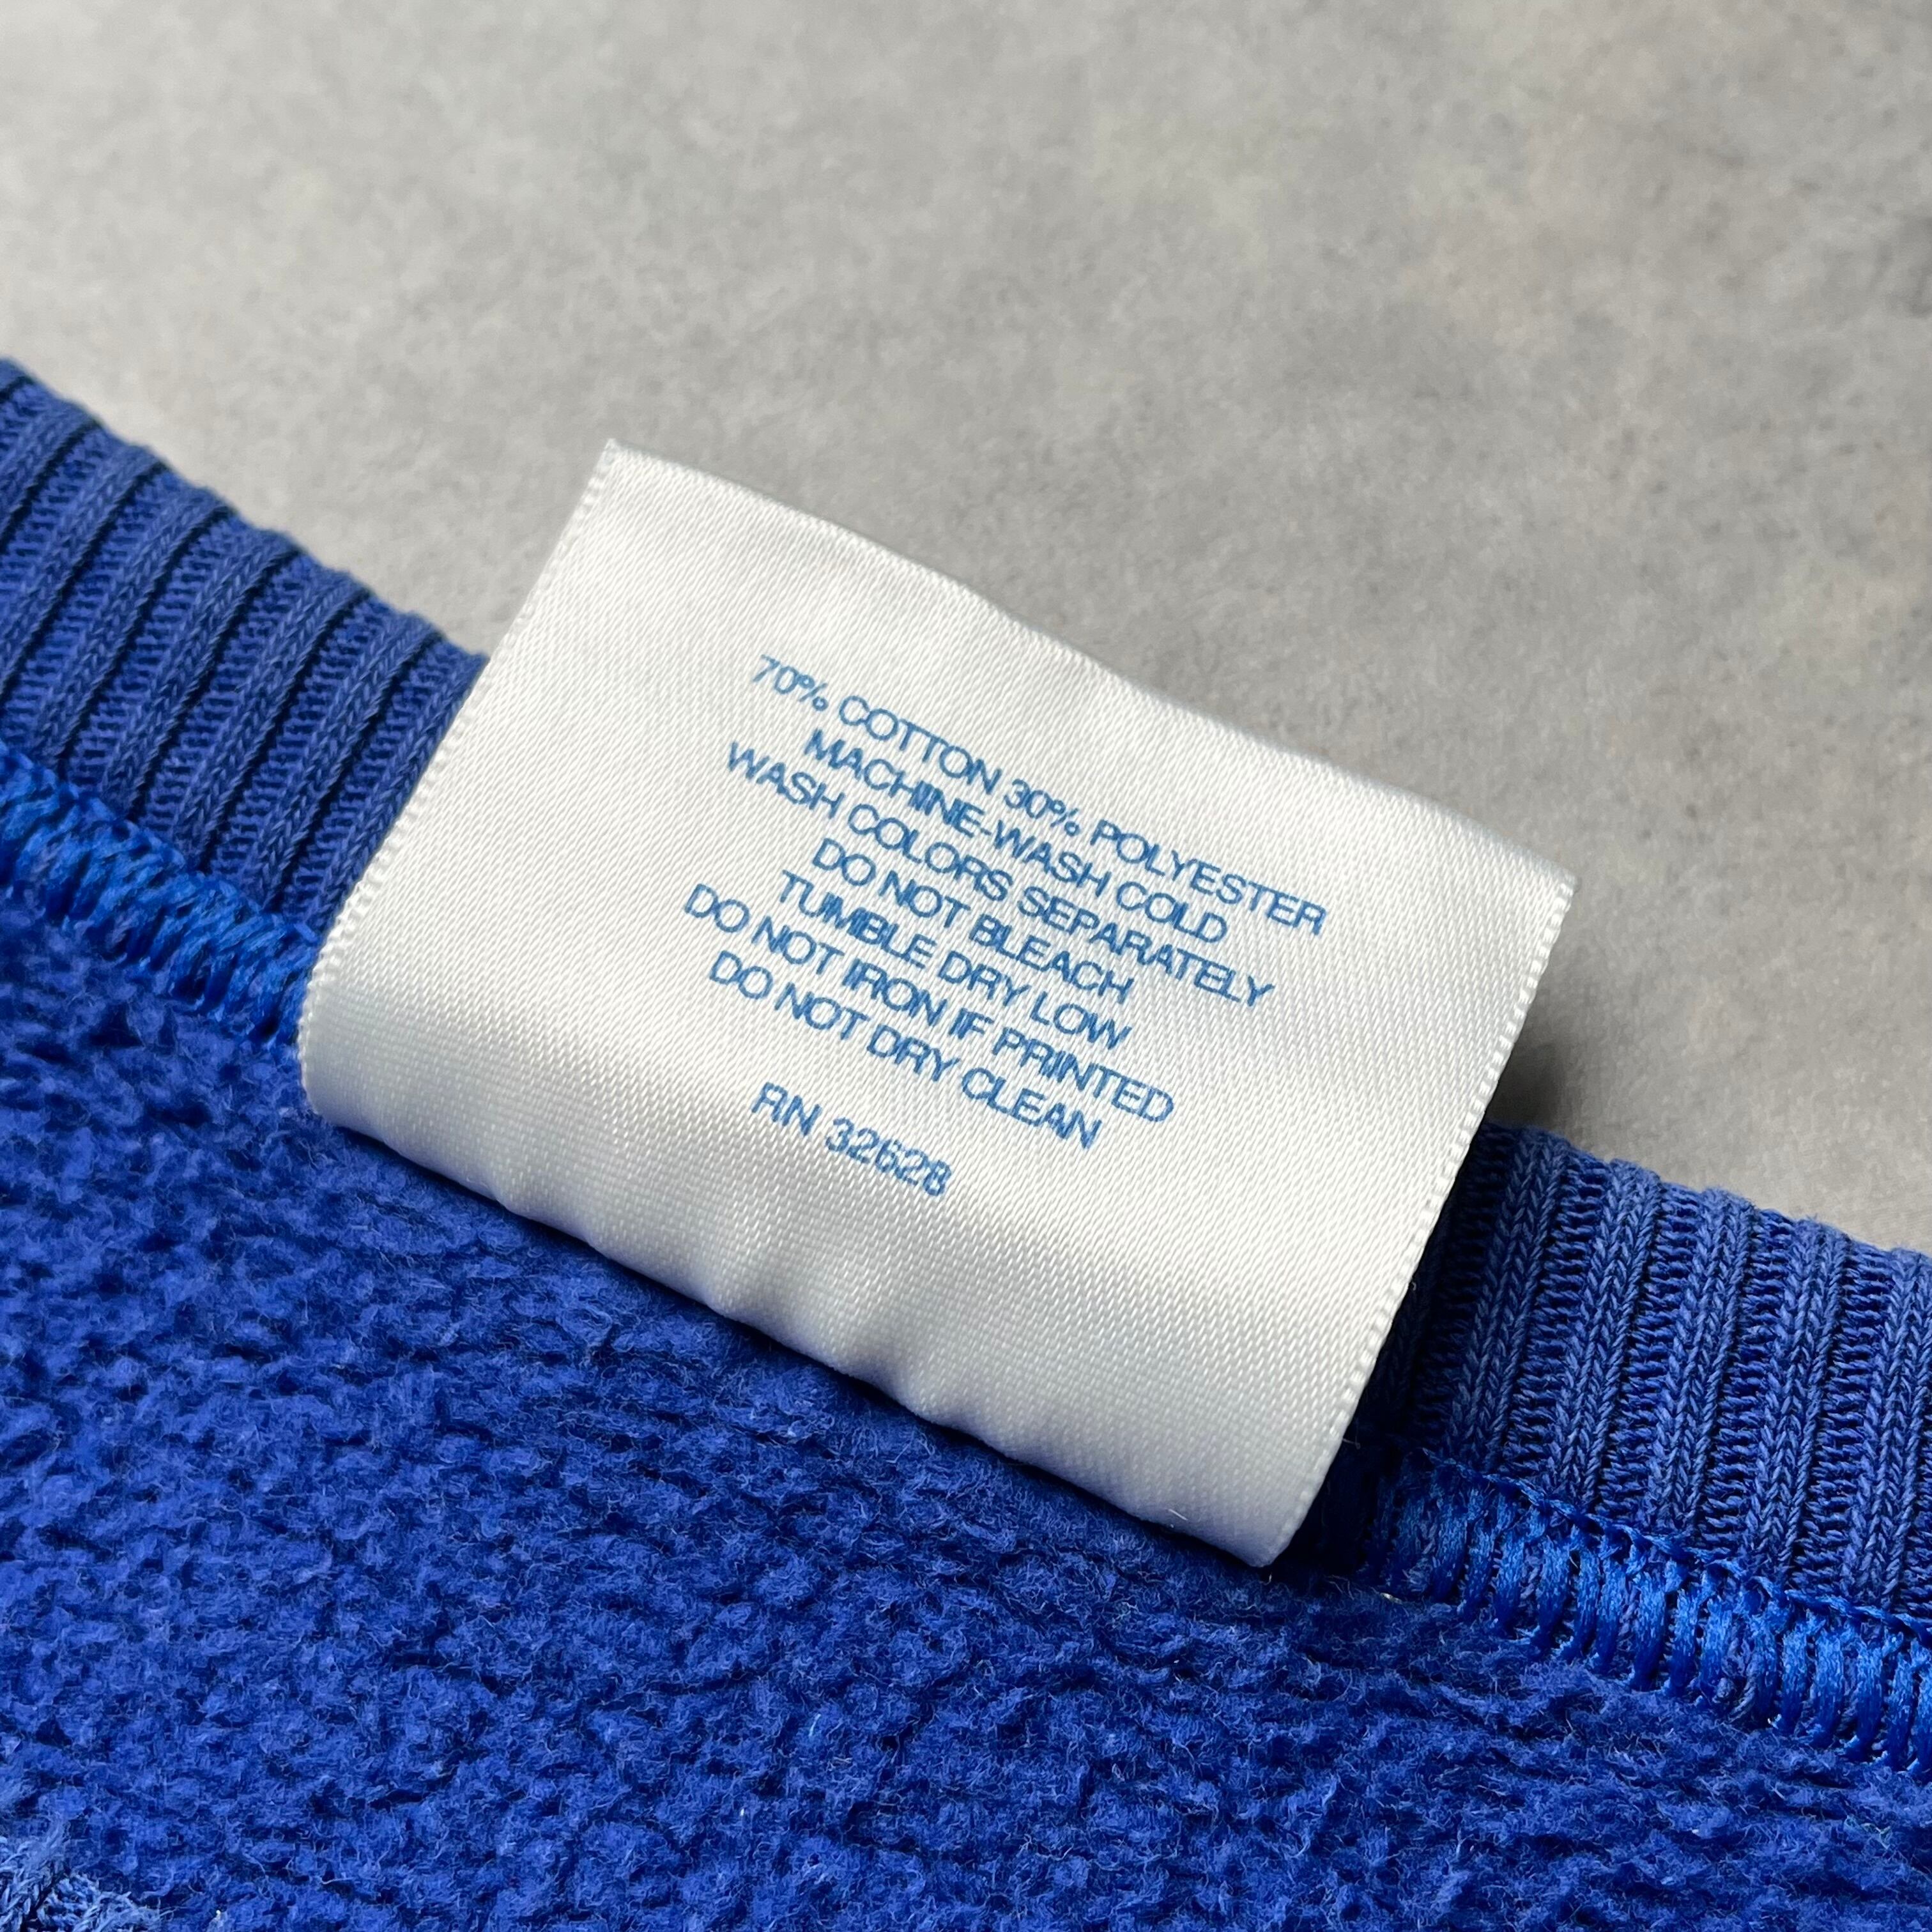 70% COTTON 30% POLYESTER
MACHINE-WASH COLD
WASH COLORS SEPARATELY
DO NOT BLEACH
TUMBLE DRY LOW
DO NOT IRON IF PRINTED
DO NOT DRY CLEAN
RN 32628